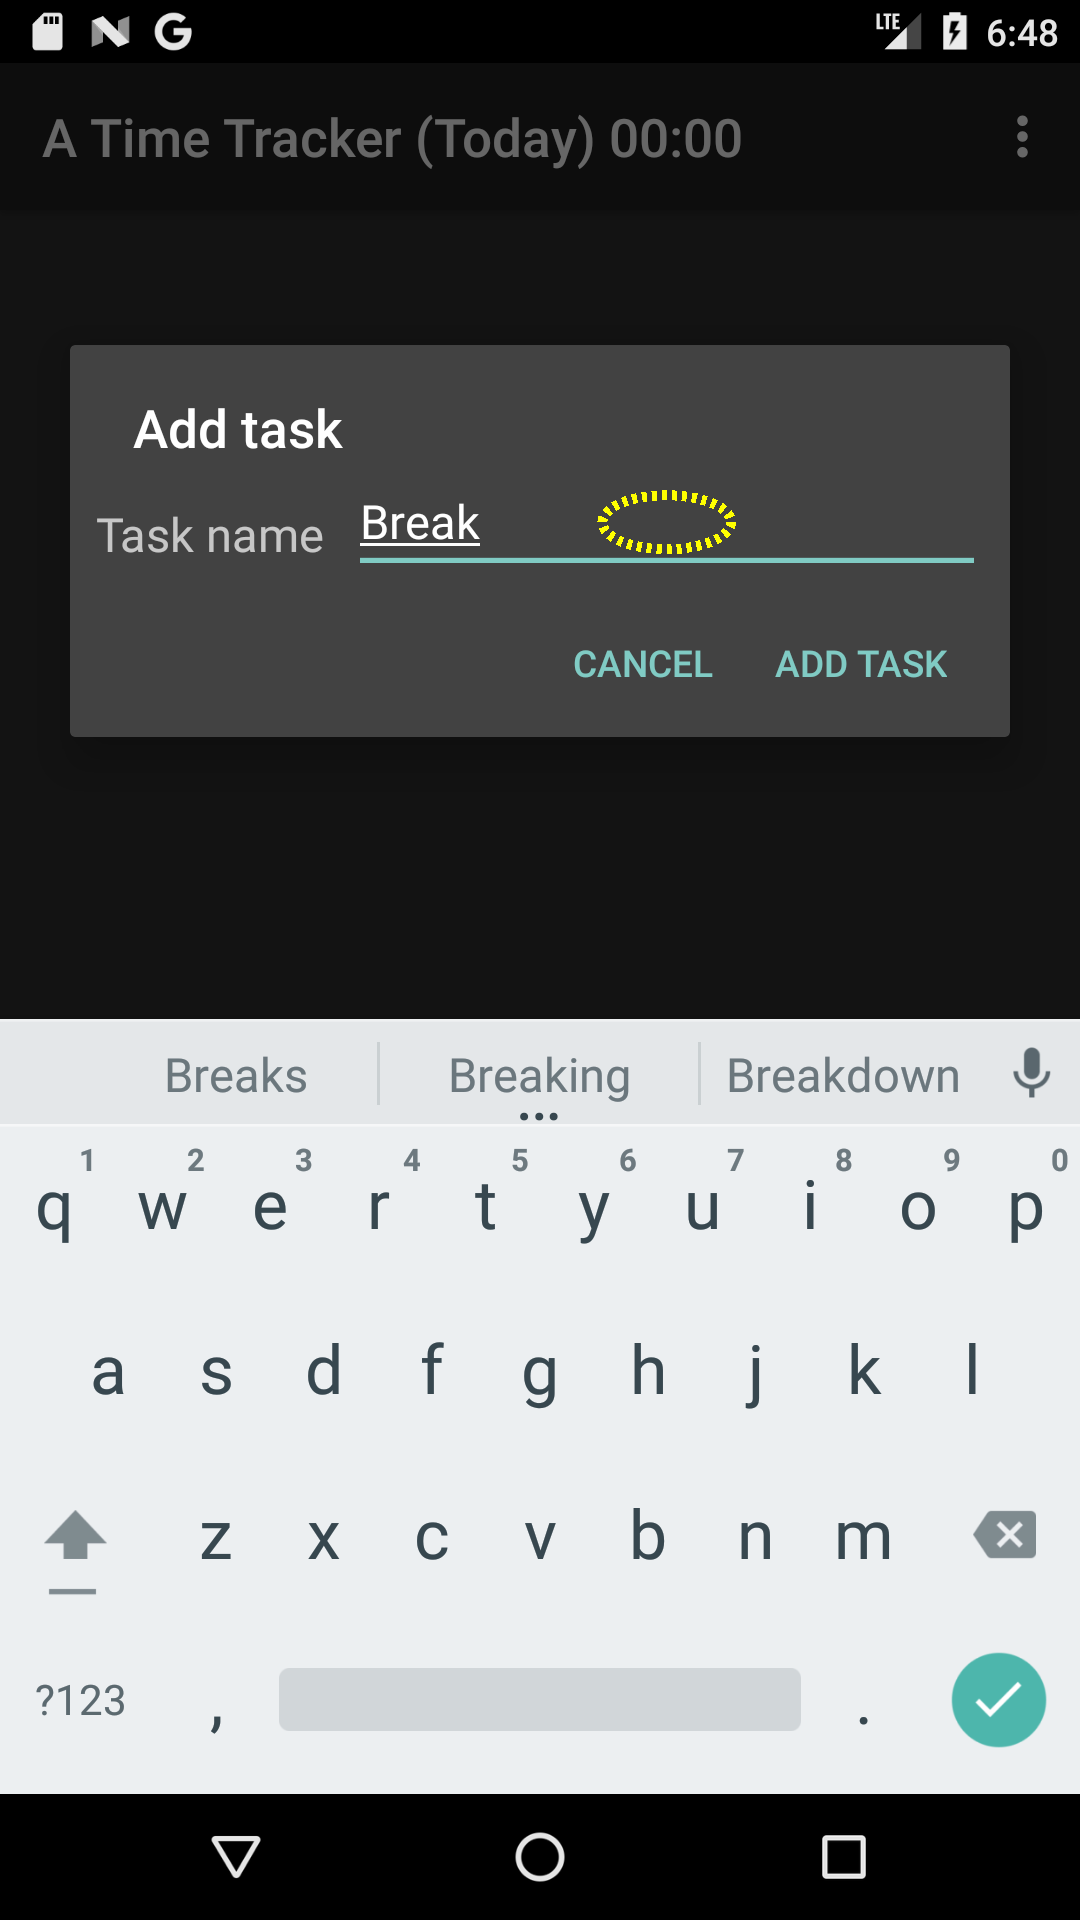 LTE 6:48
A Time Tracker (Today) 00:00
Add task
Task name Break
CANCEL ADD TASK
Breaks Breaking Breakdown
1 2 3 4 5 6 7 8 9 0
q w e r t y u i o p
a s d f g h j k l
z x c v b n m
?123 , .